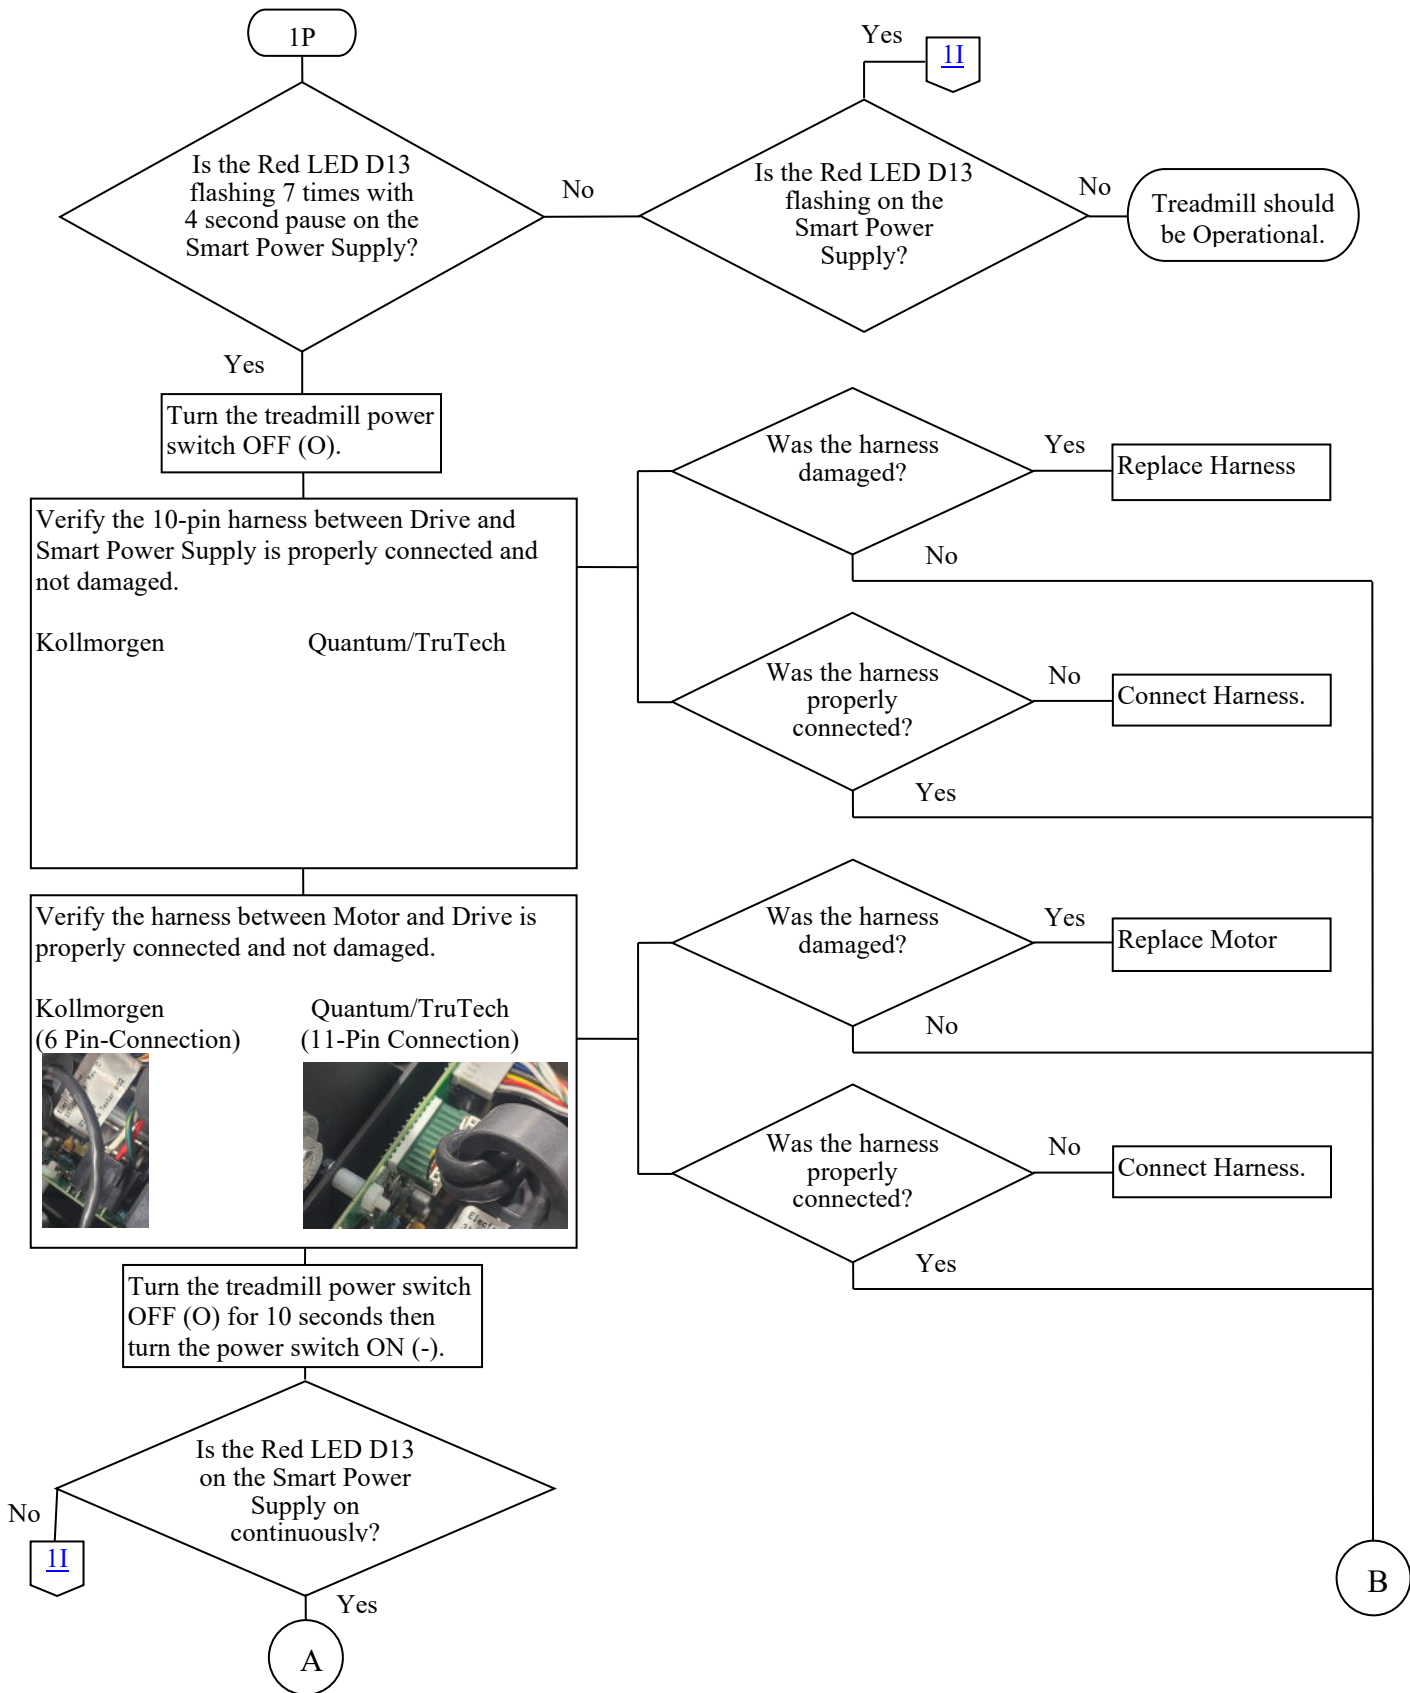 1P
Is the Red LED D13
flashing 7 times with
4 second pause on the
Smart Power Supply?
No
Yes
1I
Is the Red LED D13
flashing on the
Smart Power
Supply?
No
Treadmill should
be Operational.
Yes
Turn the treadmill power
switch OFF (O).
Verify the 10-pin harness between Drive and
Smart Power Supply is properly connected and
not damaged.
Kollmorgen
Quantum/TruTech
Was the harness
damaged?
Yes
Replace Harness
No
Was the harness
properly
connected?
No
Connect Harness.
Yes
Verify the harness between Motor and Drive is
properly connected and not damaged.
Kollmorgen
(6 Pin-Connection)
Quantum/TruTech
(11-Pin Connection)
Was the harness
damaged?
Yes
Replace Motor
No
Was the harness
properly
connected?
No
Connect Harness.
Yes
Turn the treadmill power switch
OFF (O) for 10 seconds then
turn the power switch ON (-).
Is the Red LED D13
on the Smart Power
Supply on
continuously?
No
1I
Yes
A
B